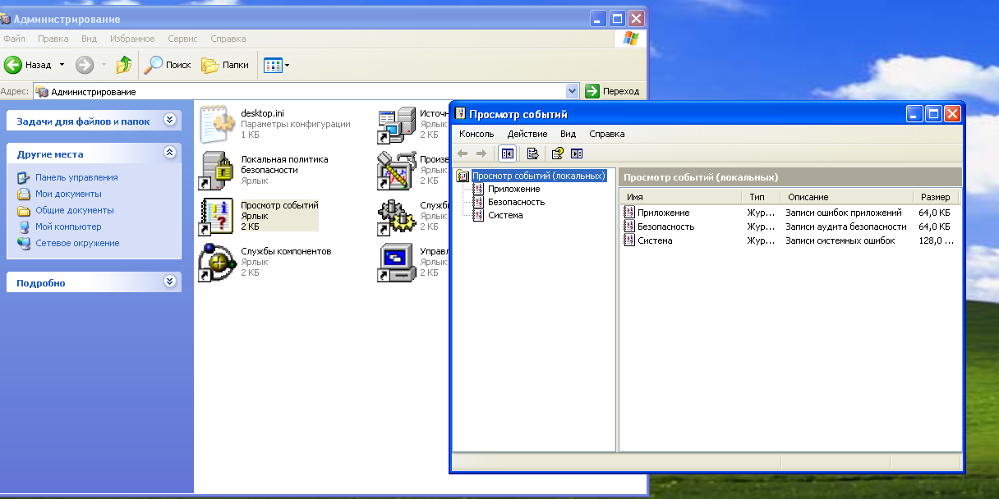 Администрирование
Файл Правка Вид Избранное Сервис Справка
Назад Поиск Папки
Адрес: Администрирование Переход
Задачи для файлов и папок
Другие места
Панель управления
Мои документы
Общие документы
Мой компьютер
Сетевое окружение
Подробно
desktop.ini
Параметры конфигурации
1 КБ
Локальная политика
безопасности
Ярлык
Просмотр событий
Ярлык
2 КБ
Службы компонентов
Ярлык
2 КБ
Источн
Ярлык
2 КБ
Произв
Ярлык
2 КБ
Служб
Ярлык
2 КБ
Управл
Ярлык
2 КБ
Просмотр событий
Консоль Действие Вид Справка
Просмотр событий (локальных)
Приложение
Безопасность
Система
Просмотр событий (локальных)
Имя Тип Описание Размер
Приложение Жур... Записи ошибок приложений 64,0 КБ
Безопасность Жур... Записи аудита безопасности 64,0 КБ
Система Жур... Записи системных ошибок 128,0 ...